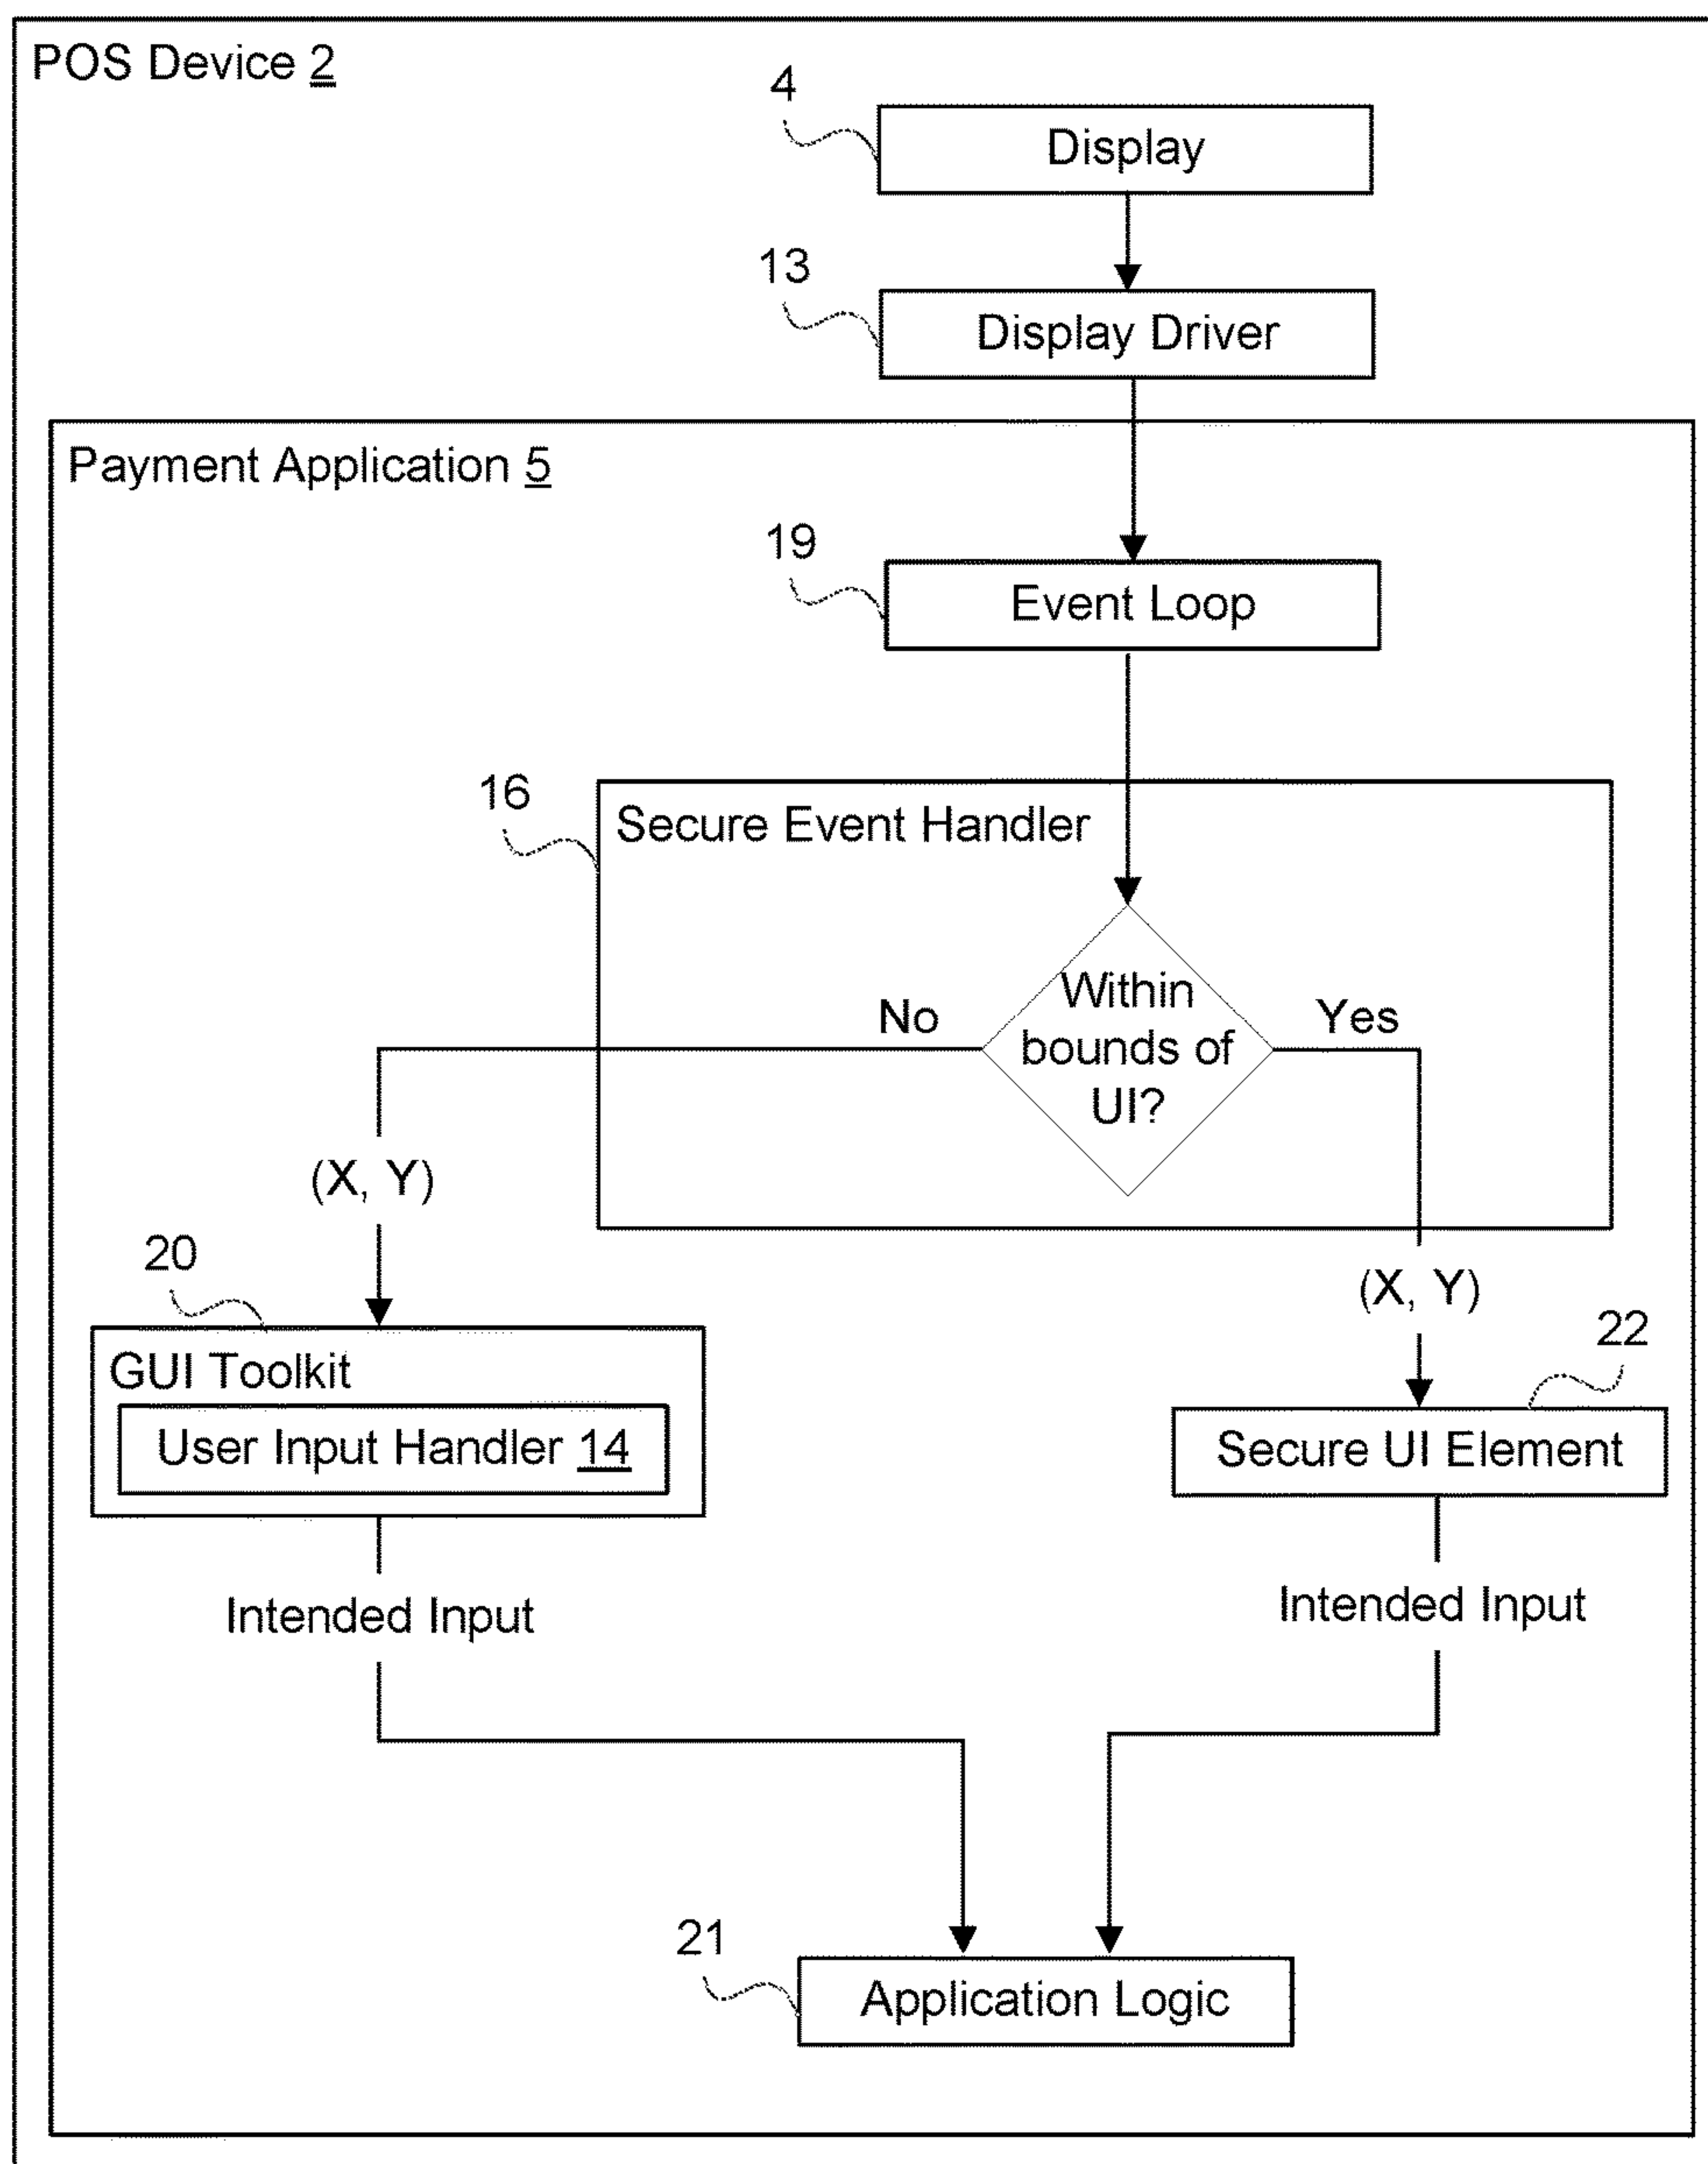 POS Device 2
4
Display
13
Display Driver
Payment Application 5
19
Event Loop
16
Secure Event Handler
Within
bounds of
UI?
No
Yes
(X, Y)
(X, Y)
20
GUI Toolkit
User Input Handler 14
22
Secure UI Element
Intended Input
Intended Input
21
Application Logic